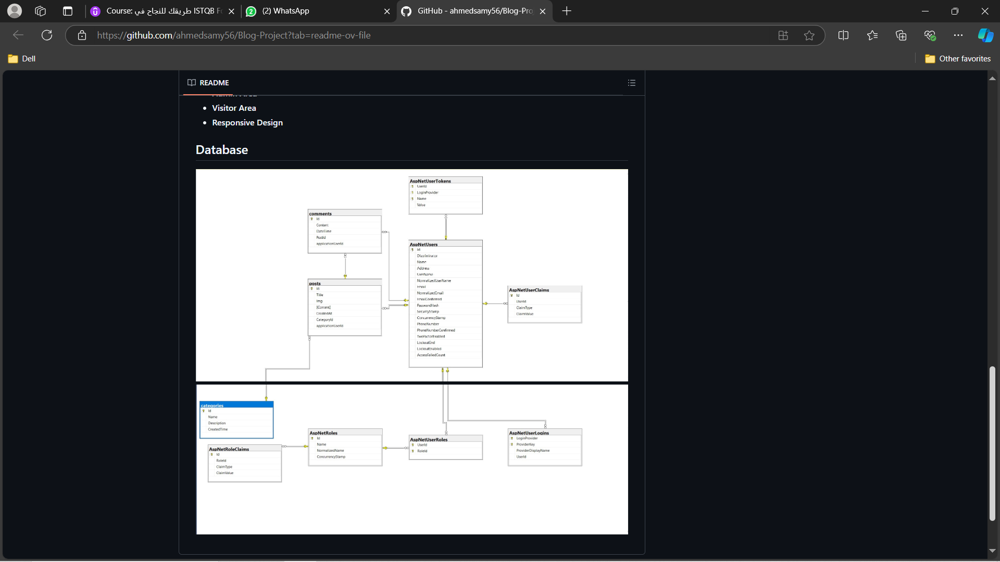 Course: طريقك للنجاح في ISTQB F
(2) WhatsApp
GitHub - ahmedsamy56/Blog-Pro
https://github.com/ahmedsamy56/Blog-Project?tab=readme-ov-file
Dell
Other favorites
README
Admin Area
Visitor Area
Responsive Design
Database
AspNetUserTokens
UserId
LoginProvider
Name
Value
comments
Id
Contant
DateTime
PostId
applicationUserId
AspNetUsers
Id
Discriminator
Name
Address
UserName
NormalizedUserName
Email
NormalizedEmail
EmailConfirmed
PasswordHash
SecurityStamp
ConcurrencyStamp
PhoneNumber
PhoneNumberConfirmed
TwoFactorEnabled
LockoutEnd
LockoutEnabled
AccessFailedCount
posts
Id
Title
Img
[Content]
CreatedAt
CategoryId
applicationUserId
AspNetUserClaims
Id
UserId
ClaimType
ClaimValue
categories
Id
Name
Description
CreatedTime
AspNetRoleClaims
Id
RoleId
ClaimType
ClaimValue
AspNetRoles
Id
Name
NormalizedName
ConcurrencyStamp
AspNetUserRoles
UserId
RoleId
AspNetUserLogins
LoginProvider
ProviderKey
ProviderDisplayName
UserId